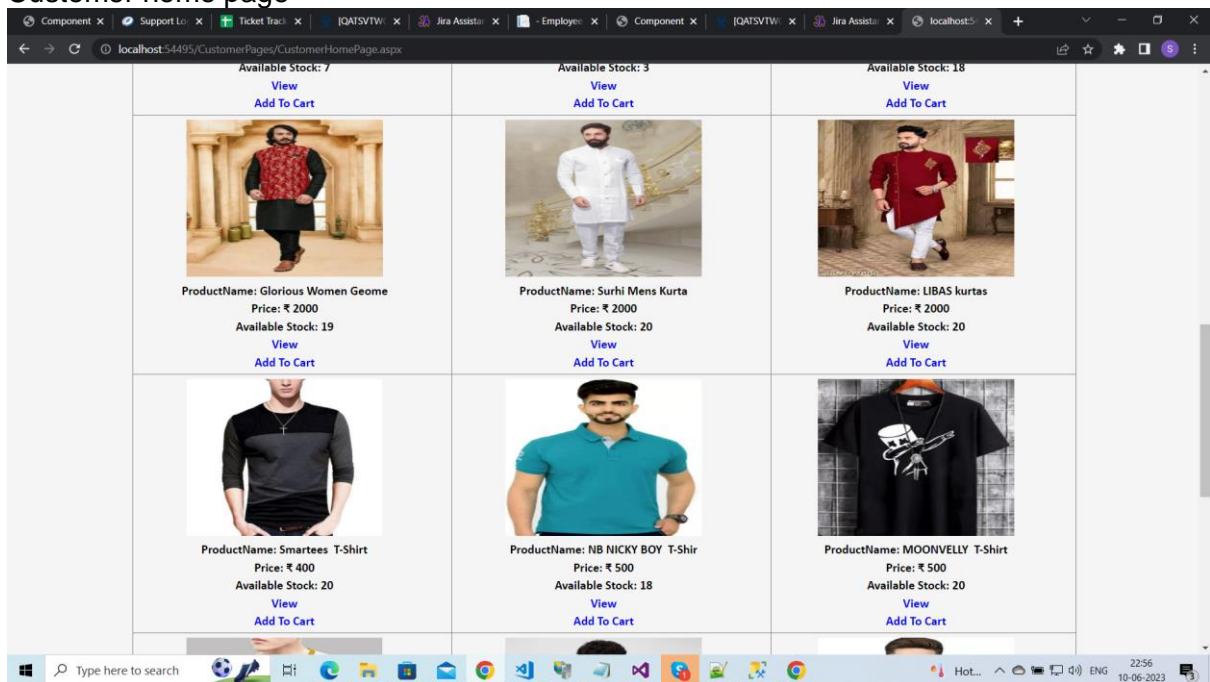 Customer home page
Component
Support Lo
Ticket Track
[QATSVTW
Jira Assistan
- Employee
Component
[QATSVTW
Jira Assistan
localhost:5
localhost:54495/CustomerPages/CustomerHomePage.aspx
S
Available Stock: 7 Available Stock: 3 Available Stock: 18
View View View
Add To Cart Add To Cart Add To Cart
ProductName: Glorious Women Geome ProductName: Surhi Mens Kurta ProductName: LIBAS kurtas
Price: ₹ 2000 Price: ₹ 2000 Price: ₹ 2000
Available Stock: 19 Available Stock: 20 Available Stock: 20
View View View
Add To Cart Add To Cart Add To Cart
ProductName: Smartees T-Shirt ProductName: NB NICKY BOY T-Shir ProductName: MOONVELLY T-Shirt
Price: ₹ 400 Price: ₹ 500 Price: ₹ 500
Available Stock: 20 Available Stock: 18 Available Stock: 20
View View View
Add To Cart Add To Cart Add To Cart
Type here to search
Hot... ENG 22:56
10-06-2023